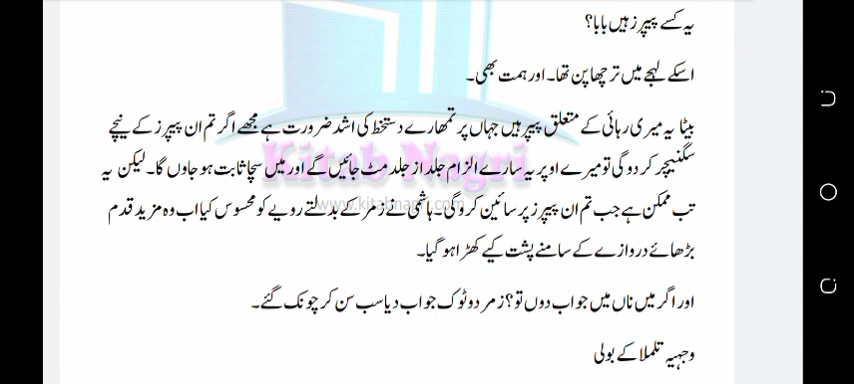 یہ کسے پیپرز ہیں بابا؟
اسکے لہجے میں ترچھا پن تھا۔ اور ہمت بھی۔
بیٹا یہ میری رہائی کے متعلق پیپر ہیں جہاں پر تمھارے دستخط کی اشد ضرورت ہے مجھے اگر تم ان پیپرز کے نیچے
سگنیچر کر دو گی تو میرے اوپر یہ سارے الزام جلد از جلد مٹ جائیں گے اور میں سچا ثابت ہو جاوں گا۔ لیکن یہ
تب ممکن ہے جب تم ان پیپرز پر سائین کرو گی۔ ہاشمی نے زمر کے بدلتے رویے کو محسوس کیا اب وہ مزید قدم
بڑھائے دروازے کے سامنے پشت کیے کھڑا ہو گیا۔
اور اگر میں ناں میں جواب دوں تو؟ زمر دو ٹوک جواب دیا سب سن کر چونک گئے۔
وجہیہ تلملا کے بولی
Kitab Nagri
www.kitabnagri.com